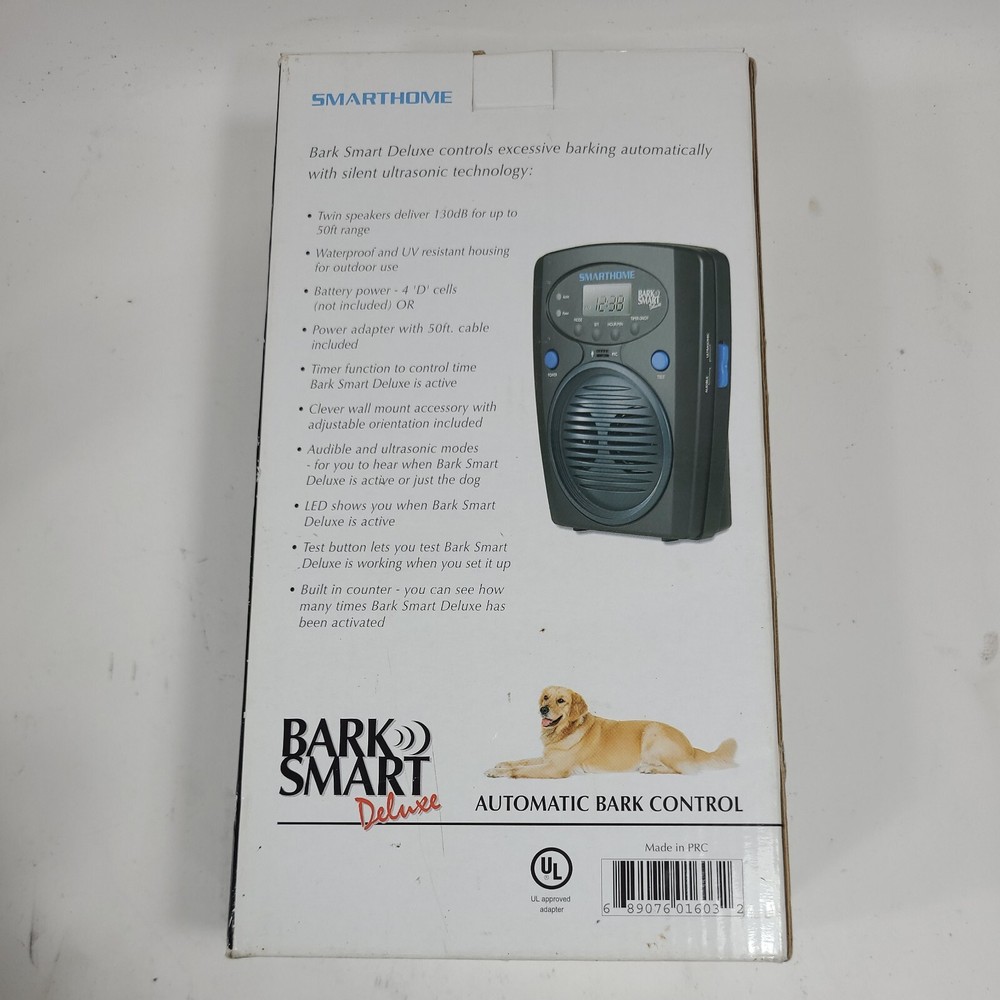 SMARTHOME
Bark Smart Deluxe controls excessive barking automatically
with silent ultrasonic technology:
• Twin speakers deliver 130dB for up to
50ft range
• Waterproof and UV resistant housing
for outdoor use
• Battery power - 4 'D' cells
(not included) OR
• Power adapter with 50ft. cable
included
• Timer function to control time
Bark Smart Deluxe is active
• Clever wall mount accessory with
adjustable orientation included
• Audible and ultrasonic modes
- for you to hear when Bark Smart
Deluxe is active or just the dog
• LED shows you when Bark Smart
Deluxe is active
• Test button lets you test Bark Smart
Deluxe is working when you set it up
• Built in counter - you can see how
many times Bark Smart Deluxe has
been activated
SMARTHOME
12:38
BARK
SMART
Deluxe
BARK
SMART
Deluxe
AUTOMATIC BARK CONTROL
Made in PRC
UL
UL approved
adapter
6 89076 01603 2